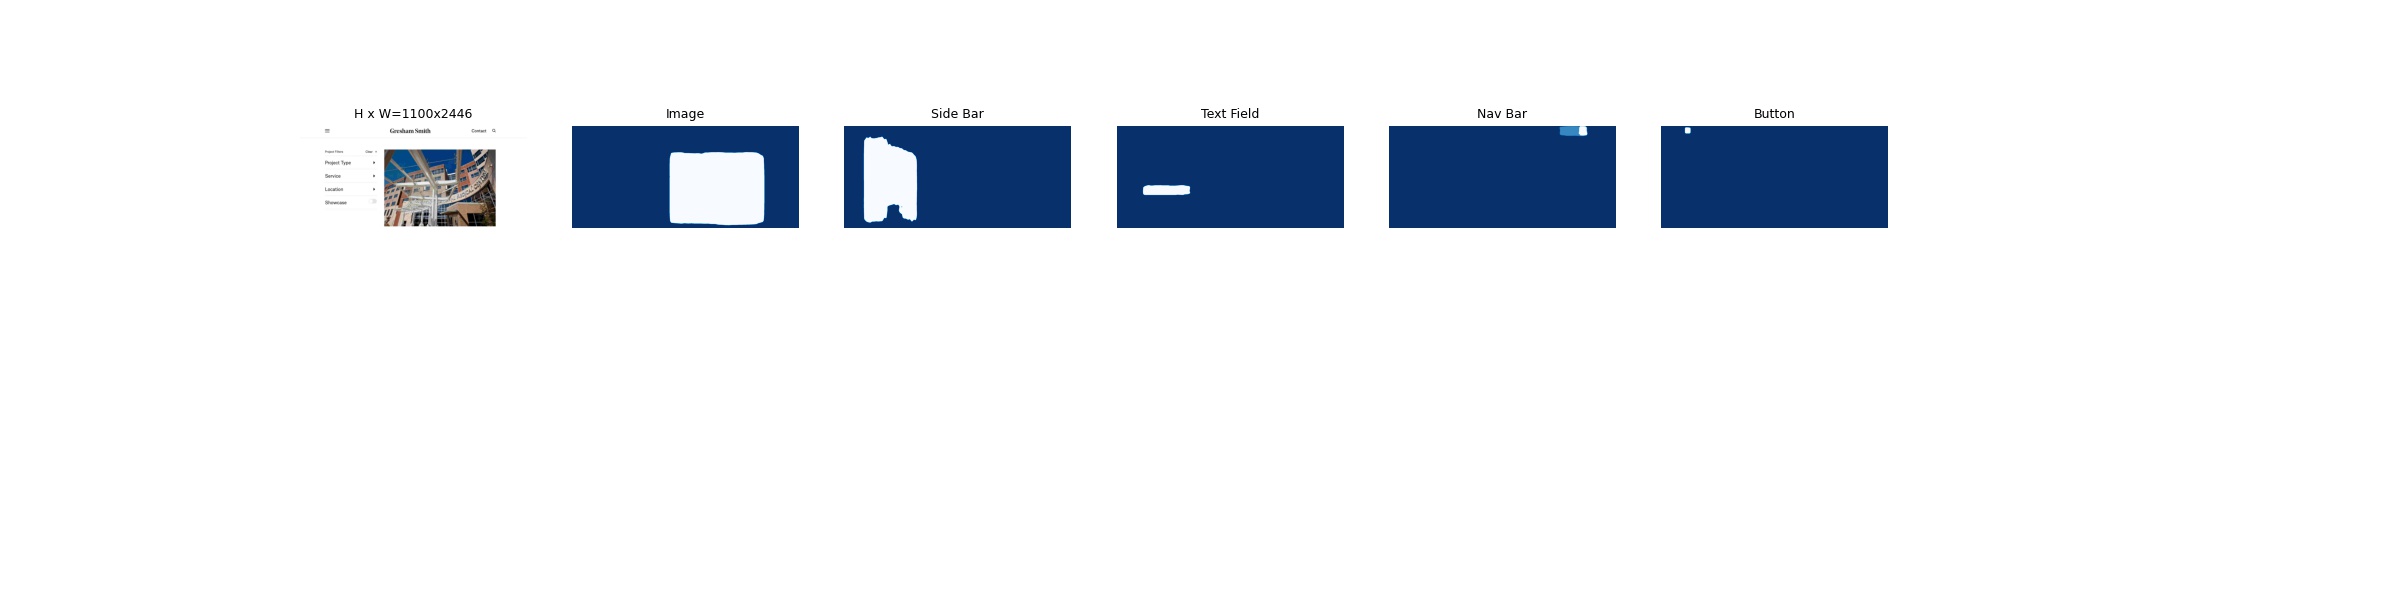 H x W=1100x2446
Image
Side Bar
Text Field
Nav Bar
Button
Gresham Smith
Contact
Project Filters
Clear
Project Type
Service
Location
Showcase